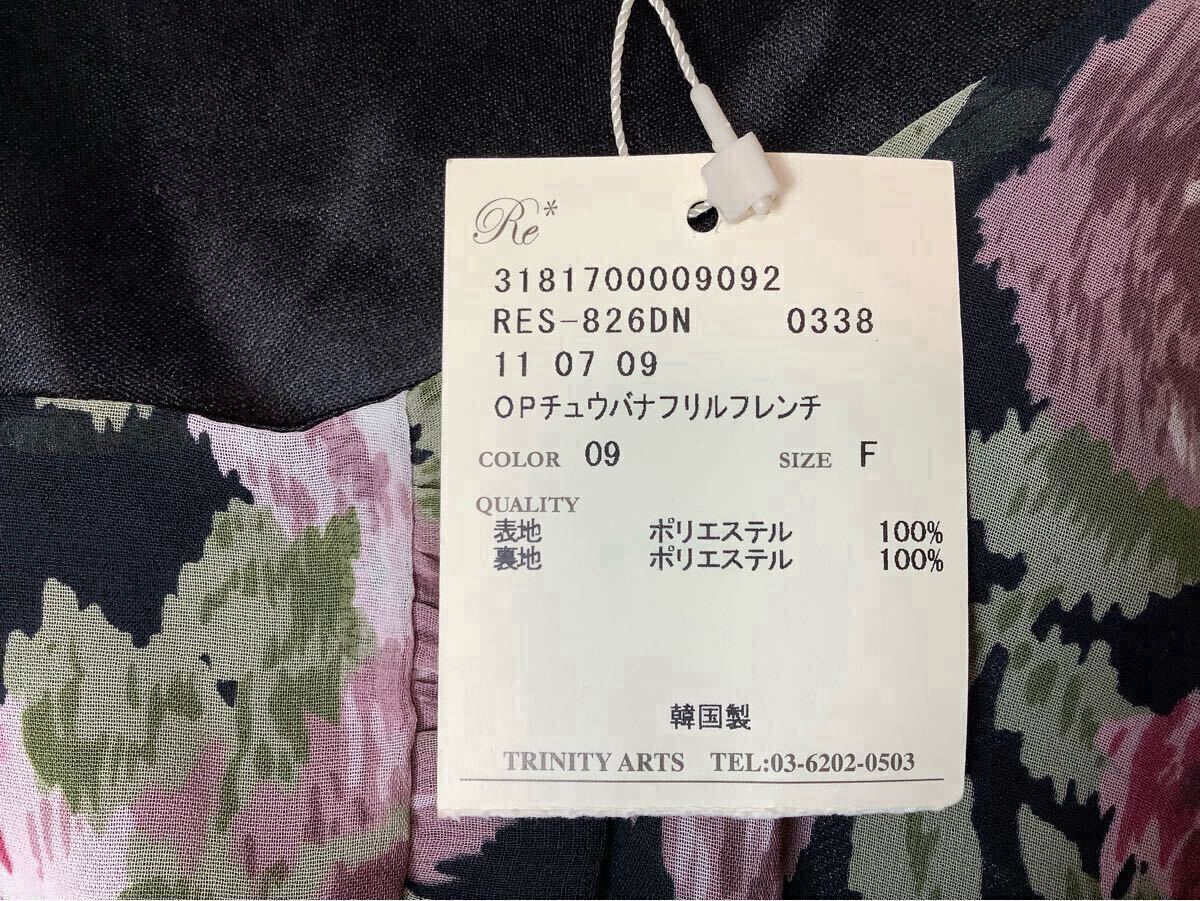 Re*
3181700009092
RES-826DN 0338
11 07 09
OPチュウバナフリルフレンチ
COLOR 09 SIZE F
QUALITY
表地 ポリエステル 100%
裏地 ポリエステル 100%
韓国製
TRINITY ARTS TEL:03-6202-0503